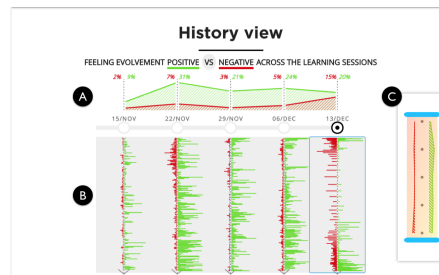 History view
FEELING EVOLVEMENT POSITIVE VS NEGATIVE ACROSS THE LEARNING SESSIONS
2% 9% 7% 31% 3% 21% 5% 24% 15% 20%
A
C
15/NOV 22/NOV 29/NOV 06/DEC 13/DEC
B